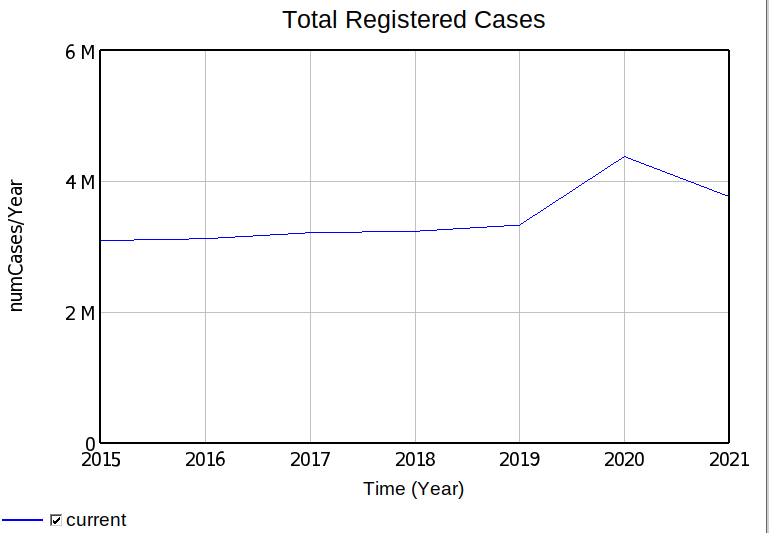 Total Registered Cases
6 M
4 M
2 M
0
numCases/Year
2015 2016 2017 2018 2019 2020 2021
Time (Year)
current